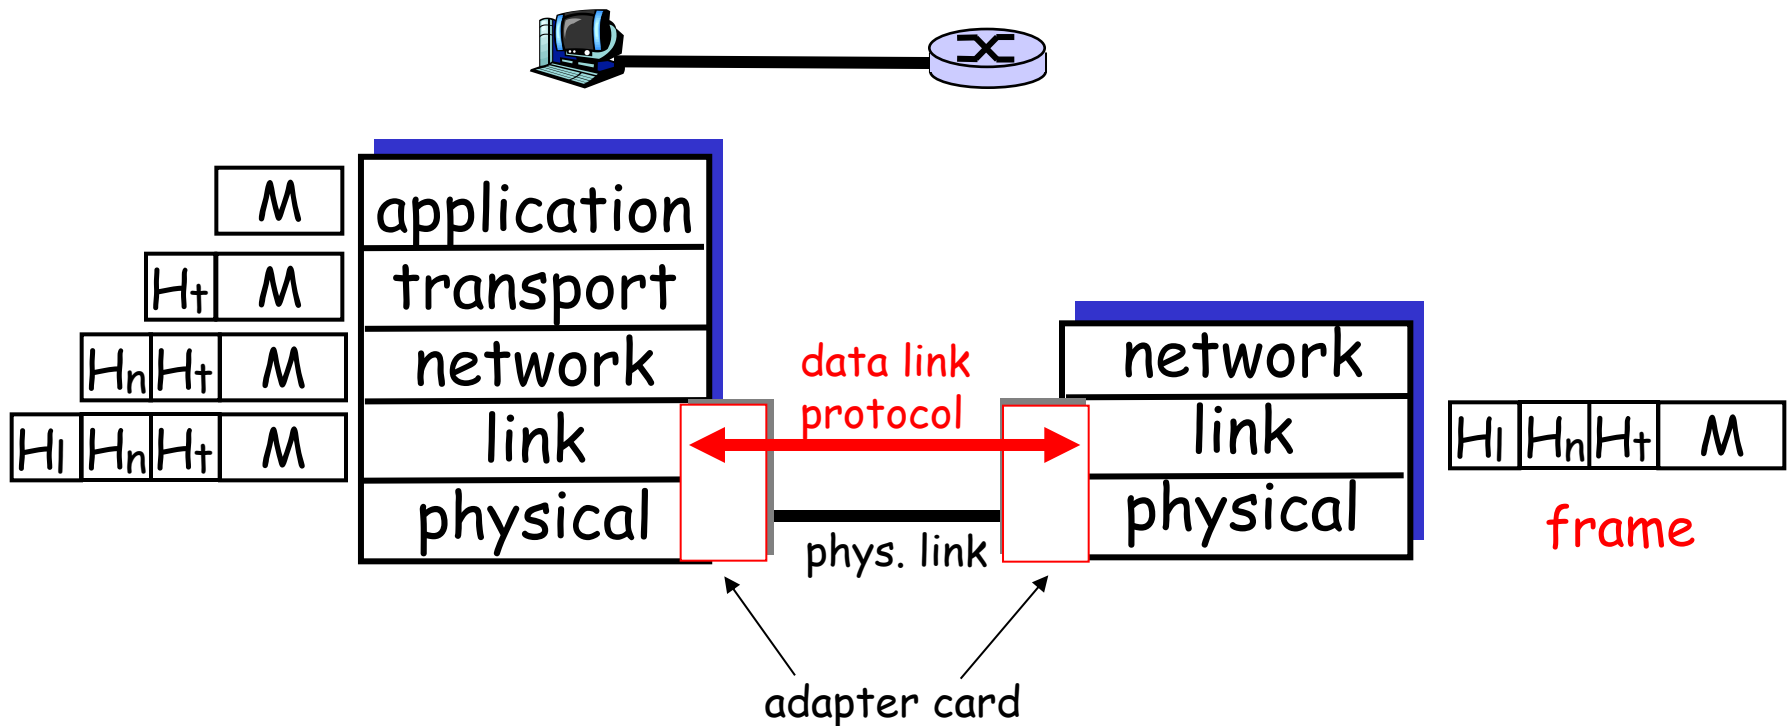 M
application
Ht M
transport
Hn Ht M
network
Hl Hn Ht M
link
physical
data link
protocol
phys. link
network
link
physical
Hl Hn Ht M
frame
adapter card